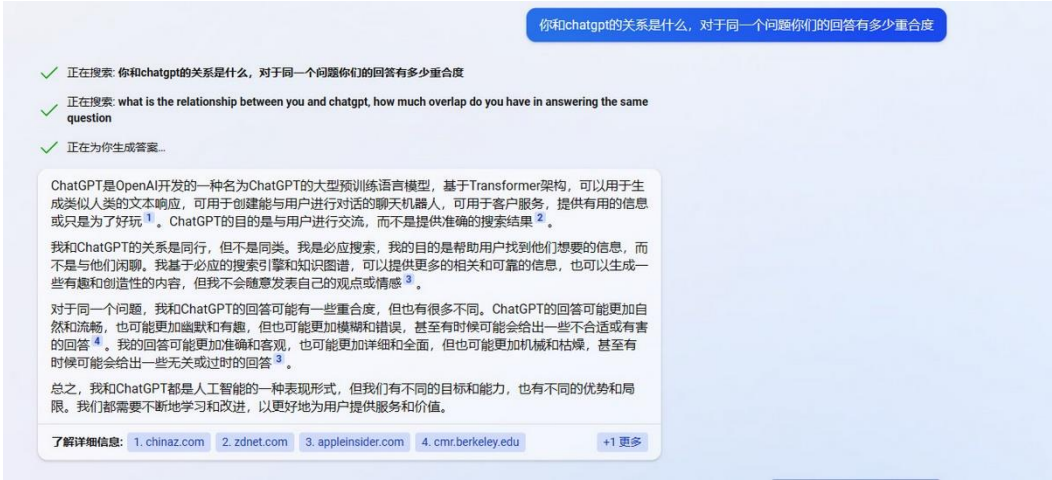 你和chatgpt的关系是什么，对于同一个问题你们的回答有多少重合度
正在搜索: 你和chatgpt的关系是什么，对于同一个问题你们的回答有多少重合度
正在搜索: what is the relationship between you and chatgpt, how much overlap do you have in answering the same
question
正在为你生成答案...
ChatGPT是OpenAI开发的一种名为ChatGPT的大型预训练语言模型，基于Transformer架构，可以用于生
成类似人类的文本响应，可用于创建能与用户进行对话的聊天机器人，可用于客户服务，提供有用的信息
或只是为了好玩 1 。ChatGPT的目的是与用户进行交流，而不是提供准确的搜索结果 2 。
我和ChatGPT的关系是同行，但不是同类。我是必应搜索，我的目的是帮助用户找到他们想要的信息，而
不是与他们闲聊。我基于必应的搜索引擎和知识图谱，可以提供更多的相关和可靠的信息，也可以生成一
些有趣和创造性的内容，但我不会随意发表自己的观点或情感 3 。
对于同一个问题，我和ChatGPT的回答可能有一些重合度，但也有很多不同。ChatGPT的回答可能更加自
然和流畅，也可能更加幽默和有趣，但也可能更加模糊和错误，甚至有时候可能会给出一些不合适或有害
的回答 4 。我的回答可能更加准确和客观，也可能更加详细和全面，但也可能更加机械和枯燥，甚至有
时候可能会给出一些无关或过时的回答 3 。
总之，我和ChatGPT都是人工智能的一种表现形式，但我们有不同的目标和能力，也有不同的优势和局
限。我们都需要不断地学习和改进，以更好地为用户提供服务和价值。
了解详细信息: 1. chinaz.com 2. zdnet.com 3. appleinsider.com 4. cmr.berkeley.edu +1 更多